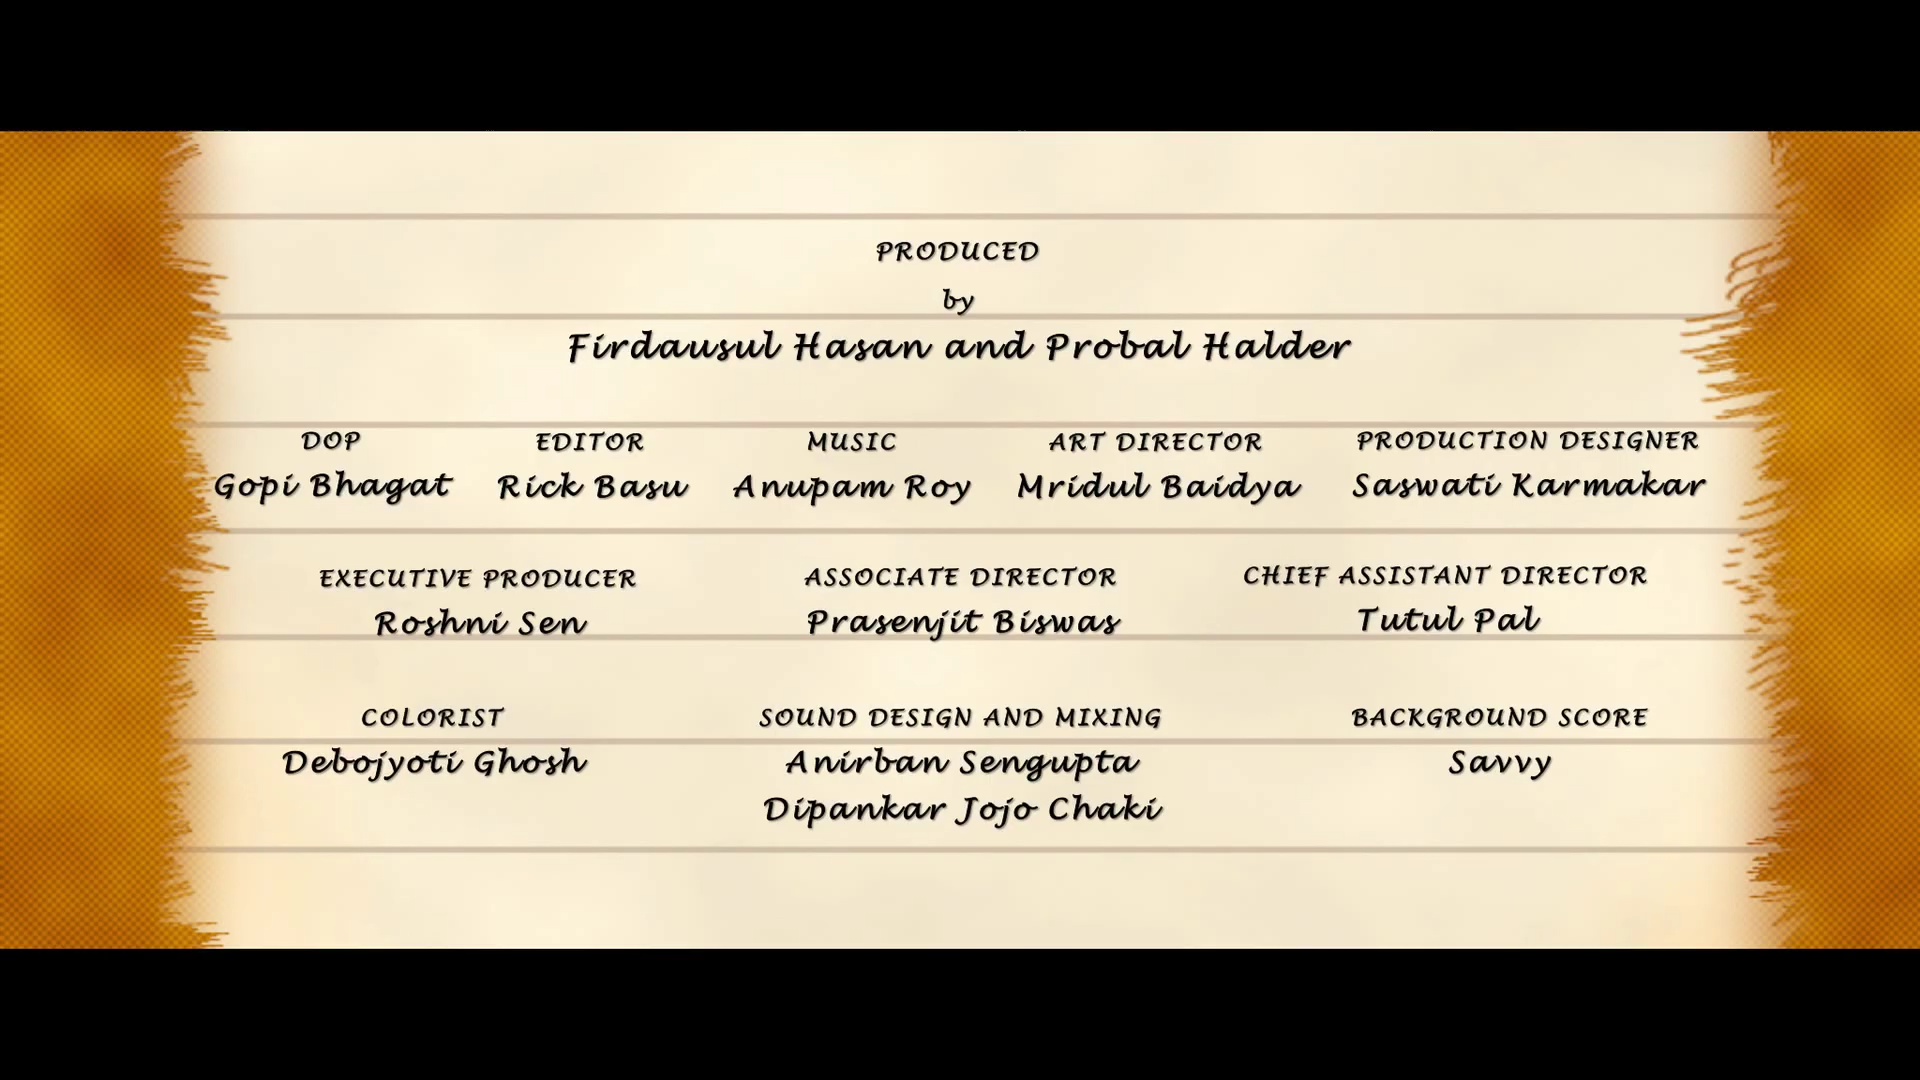 PRODUCED
by
Firdausul Hasan and Probal Halder
DOP EDITOR MUSIC ART DIRECTOR PRODUCTION DESIGNER
Gopi Bhagat Rick Basu Anupam Roy Mridul Baidya Saswati Karmakar
EXECUTIVE PRODUCER ASSOCIATE DIRECTOR CHIEF ASSISTANT DIRECTOR
Roshni Sen Prasenjit Biswas Tutul Pal
COLORIST SOUND DESIGN AND MIXING BACKGROUND SCORE
Debojyoti Ghosh Anirban Sengupta Savvy
Dipankar Jojo Chaki